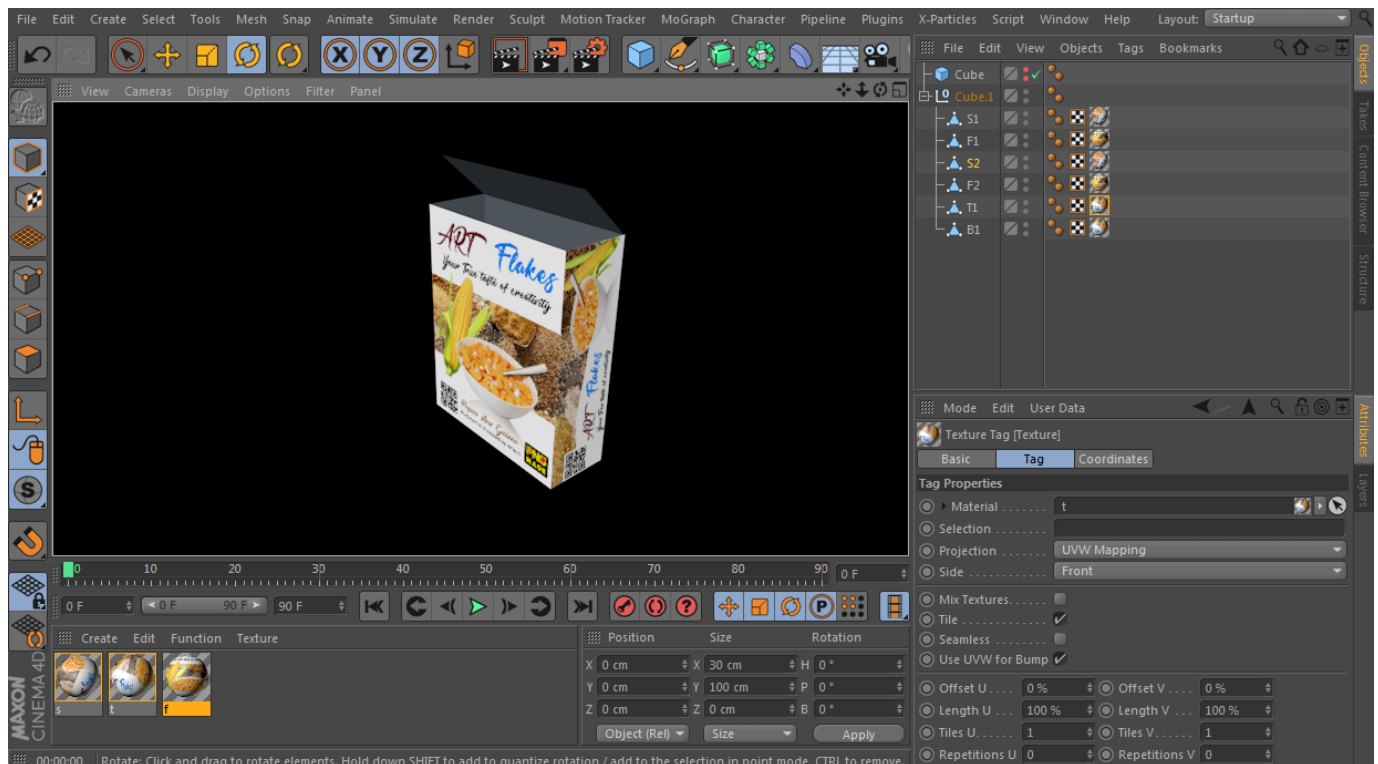 File Edit Create Select Tools Mesh Snap Animate Simulate Render Sculpt Motion Tracker MoGraph Character Pipeline Plugins X-Particles Script Window Help Layout: Startup
File Edit View Objects Tags Bookmarks
View Cameras Display Options Filter Panel
Cube
Cube.1
S1
F1
S2
F2
T1
B1
Objects
Takes
Content Browser
Structure
ART Flakes
Your True taste of creativity
ART Flakes
Your True taste of creativity
PNG
MADE
0 10 20 30 40 50 60 70 80 90 0 F
0 F 0 F 90 F 90 F
Create Edit Function Texture
s t f
Position Size Rotation
X 0 cm X 30 cm H 0 °
Y 0 cm Y 100 cm P 0 °
Z 0 cm Z 0 cm B 0 °
Object (Rel) Size Apply
MAXON
CINEMA 4D
00:00:00 Rotate: Click and drag to rotate elements. Hold down SHIFT to add to quantize rotation / add to the selection in point mode, CTRL to remove.
Mode Edit User Data
Texture Tag [Texture]
Basic Tag Coordinates
Tag Properties
Material . . . . . . . t
Selection . . . . . . .
Projection . . . . . . . UVW Mapping
Side . . . . . . . . . . . . Front
Mix Textures. . . . . .
Tile . . . . . . . . . . . . .
Seamless . . . . . . . .
Use UVW for Bump
Offset U . . . . 0 % Offset V . . . . 0 %
Length U . . . 100 % Length V . . . 100 %
Tiles U. . . . . . 1 Tiles V. . . . . . 1
Repetitions U 0 Repetitions V 0
Attributes
Layers